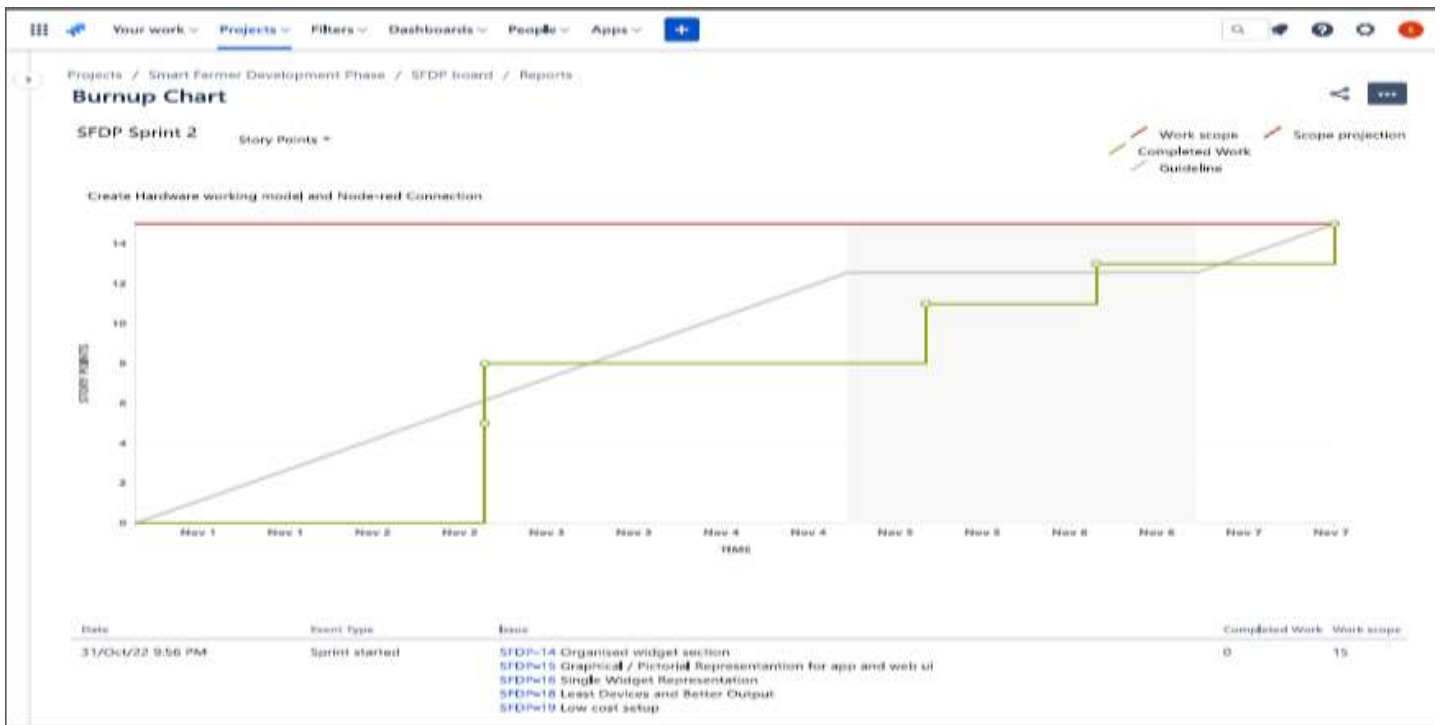 Your work Projects Filters Dashboards People Apps +
Projects / Smart Farmer Development Phase / SFDP board / Reports
Burnup Chart
SFDP Sprint 2 Story Points
Work scope Scope projection
Completed Work
Guideline
Create Hardware working model and Node-red Connection
14
12
10
8
6
4
2
0
STORY POINTS
Nov 1 Nov 1 Nov 2 Nov 2 Nov 3 Nov 3 Nov 4 Nov 4 Nov 5 Nov 5 Nov 6 Nov 6 Nov 7 Nov 7
TIME
Date Event Type Issue Completed Work Work scope
31/Oct/22 9:56 PM Sprint started SFDP-14 Organised widget section 0 15
SFDP-15 Graphical / Pictorial Representantion for app and web ui
SFDP-16 Single Widget Representation
SFDP-18 Least Devices and Better Output
SFDP-19 Low cost setup